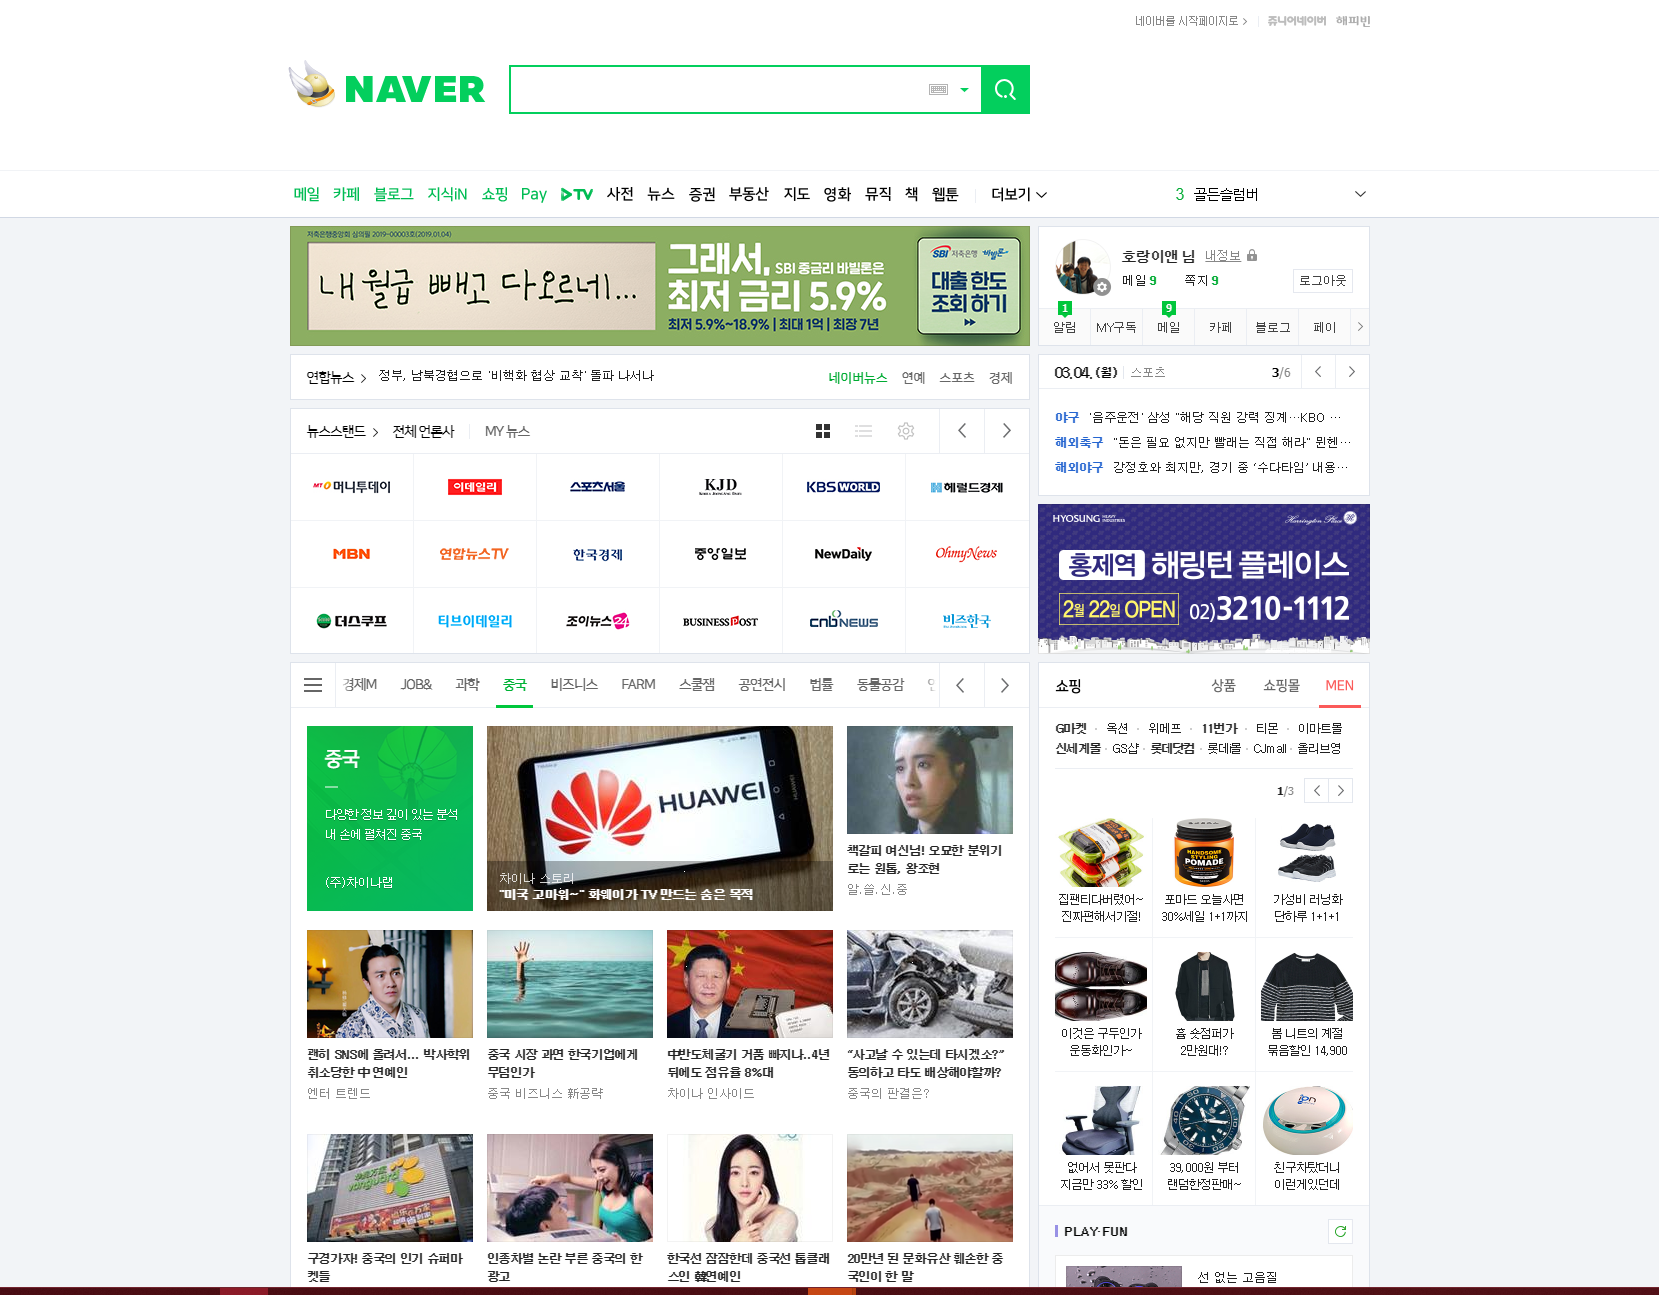 네이버를 시작페이지로
쥬니어네이버 해피빈
NAVER
메일 카페 블로그 지식iN 쇼핑 Pay TV 사전 뉴스 증권 부동산 지도 영화 뮤직 책 웹툰 더보기
3 골든슬럼버
저축은행중앙회 심의필 2019-00003호(2019.01.04)
내 월급 빼고 다오르네...
그래서, SBI 중금리 바빌론은
최저 금리 5.9%
최저 5.9%~18.9% | 최대 1억 | 최장 7년
SBI 저축은행 바빌론
대출 한도
조회 하기
호랑이맨 님 내정보
메일 9 쪽지 9
로그아웃
1 9
알림 MY구독 메일 카페 블로그 페이
연합뉴스 정부, 남북경협으로 '비핵화 협상 교착' 돌파 나서나
네이버뉴스 연예 스포츠 경제
03.04. (월) 스포츠 3/6
야구 '음주운전' 삼성 "해당 직원 강력 징계…KBO …
해외축구 "돈은 필요 없지만 빨래는 직접 해라" 뮌헨…
해외야구 강정호와 최지만, 경기 중 '수다타임' 내용…
뉴스스탠드 전체 언론사 MY 뉴스
MTO 머니투데이 이데일리 스포츠서울 KJD KBS WORLD 헤럴드경제
KOREA JOONGANG DAILY
MBN 연합뉴스TV 한국경제 중앙일보 NewDaily OhmyNews
더스쿠프 티브이데일리 조이뉴스24 BUSINESSPOST cnbNEWS 비즈한국
HYOSUNG HEAVY INDUSTRIES
Harrington Place
홍제역 해링턴 플레이스
2월 22일 OPEN 02)3210-1112
경제M JOB& 과학 중국 비즈니스 FARM 스쿨잼 공연전시 법률 동물공감
중국
다양한 정보 깊이 있는 분석
내 손에 펼쳐진 중국
(주)차이나랩
HUAWEI
차이나 스토리
"미국 고마워~" 화웨이가 TV 만드는 숨은 목적
책갈피 여신님! 오묘한 분위기
로는 원톱, 왕조현
알.쓸.신.중
괜히 SNS에 올려서... 박사학위
취소당한 中 연예인
엔터 트렌드
중국 시장 과연 한국기업에게
무덤인가
중국 비즈니스 新공략
中반도체굴기 거품 빠지나..4년
뒤에도 점유율 8%대
차이나 인사이드
"사고날 수 있는데 타시겠소?"
동의하고 타도 배상해야할까?
중국의 판결은?
vanguard
구경가자! 중국의 인기 슈퍼마
켓들
인종차별 논란 부른 중국의 한
광고
한국선 잠잠한데 중국선 톱클래
스인 韓연예인
20만년 된 문화유산 훼손한 중
국인이 한 말
쇼핑 상품 쇼핑몰 MEN
G마켓 · 옥션 · 위메프 · 11번가 · 티몬 · 이마트몰
신세계몰 · GS샵 · 롯데닷컴 · 롯데i몰 · CJmall · 올리브영
1/3
집팬티다버렸어~
진짜편해서기절!
포마드 오늘사면
30%세일 1+1까지
가성비 러닝화
단하루 1+1+1
이것은 구두인가
운동화인가~
흠 숏점퍼가
2만원대!?
봄 니트의 계절
묶음할인 14,900
없어서 못판다
지금만 33% 할인
39,000원 부터
랜덤한정판매~
친구차탔더니
이런게있던데
PLAY·FUN
선 없는 고음질